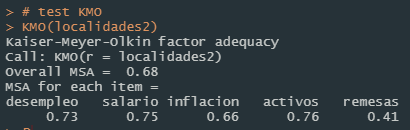 > # test KMO
> KMO(localidades2)
Kaiser-Meyer-Olkin factor adequacy
Call: KMO(r = localidades2)
Overall MSA =  0.68
MSA for each item =
desempleo   salario inflacion   activos   remesas
     0.73      0.75      0.66      0.76      0.41